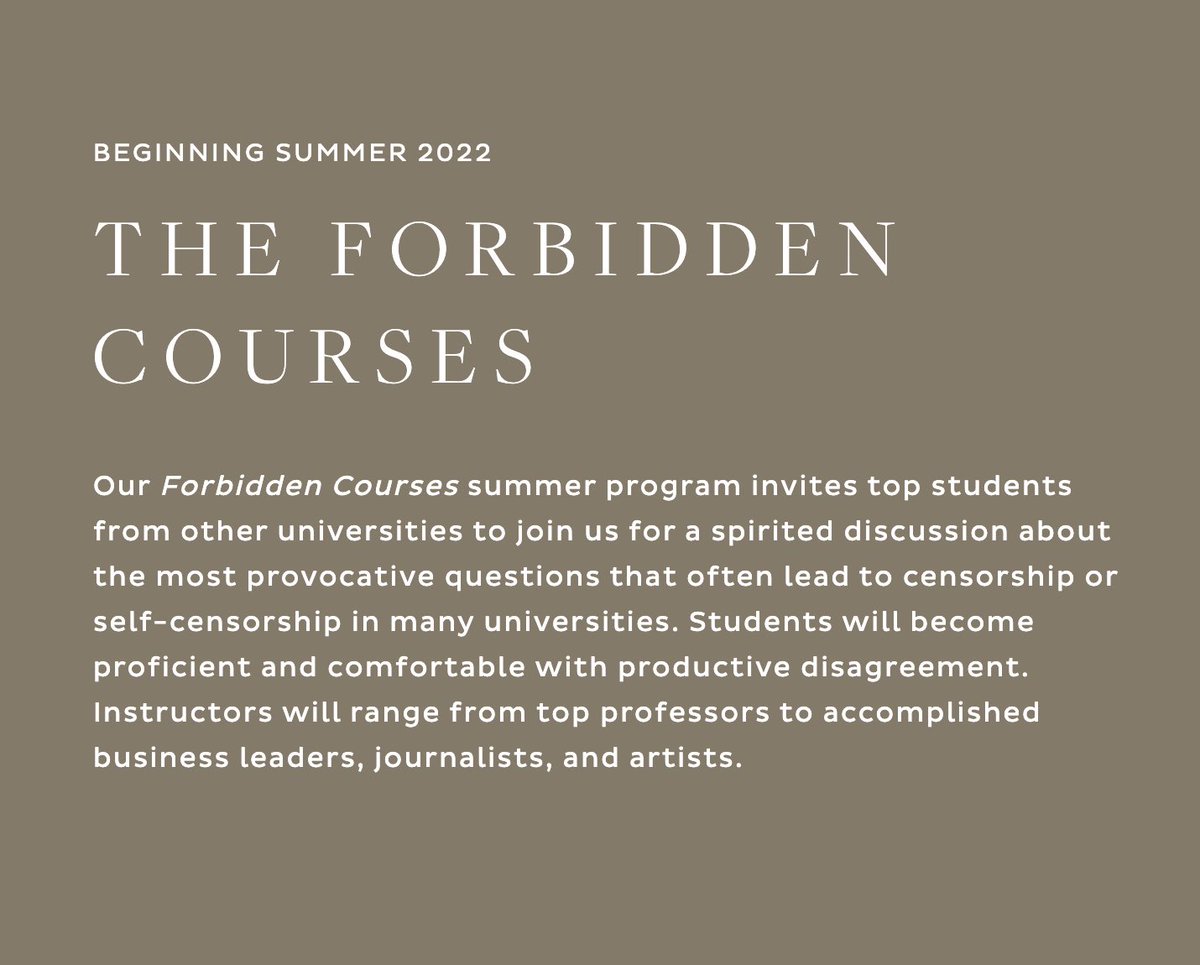 BEGINNING SUMMER 2022
THE FORBIDDEN
COURSES
Our Forbidden Courses summer program invites top students
from other universities to join us for a spirited discussion about
the most provocative questions that often lead to censorship or
self-censorship in many universities. Students will become
proficient and comfortable with productive disagreement.
Instructors will range from top professors to accomplished
business leaders, journalists, and artists.